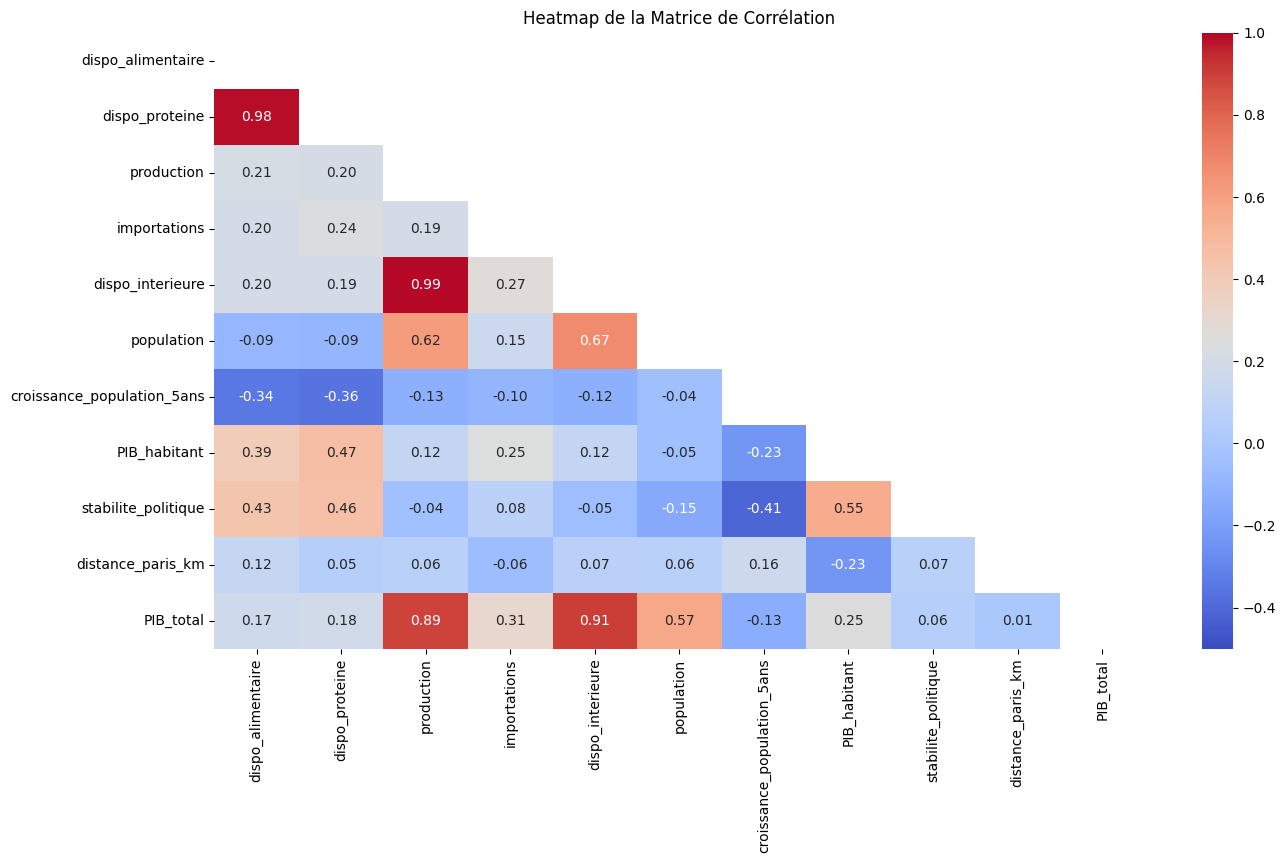 Heatmap de la Matrice de Corrélation
dispo_alimentaire
dispo_proteine 0.98
production 0.21 0.20
importations 0.20 0.24 0.19
dispo_interieure 0.20 0.19 0.99 0.27
population -0.09 -0.09 0.62 0.15 0.67
croissance_population_5ans -0.34 -0.36 -0.13 -0.10 -0.12 -0.04
PIB_habitant 0.39 0.47 0.12 0.25 0.12 -0.05 -0.23
stabilite_politique 0.43 0.46 -0.04 0.08 -0.05 -0.15 -0.41 0.55
distance_paris_km 0.12 0.05 0.06 -0.06 0.07 0.06 0.16 -0.23 0.07
PIB_total 0.17 0.18 0.89 0.31 0.91 0.57 -0.13 0.25 0.06 0.01
dispo_alimentaire
dispo_proteine
production
importations
dispo_interieure
population
croissance_population_5ans
PIB_habitant
stabilite_politique
distance_paris_km
PIB_total
1.0
0.8
0.6
0.4
0.2
0.0
−0.2
−0.4